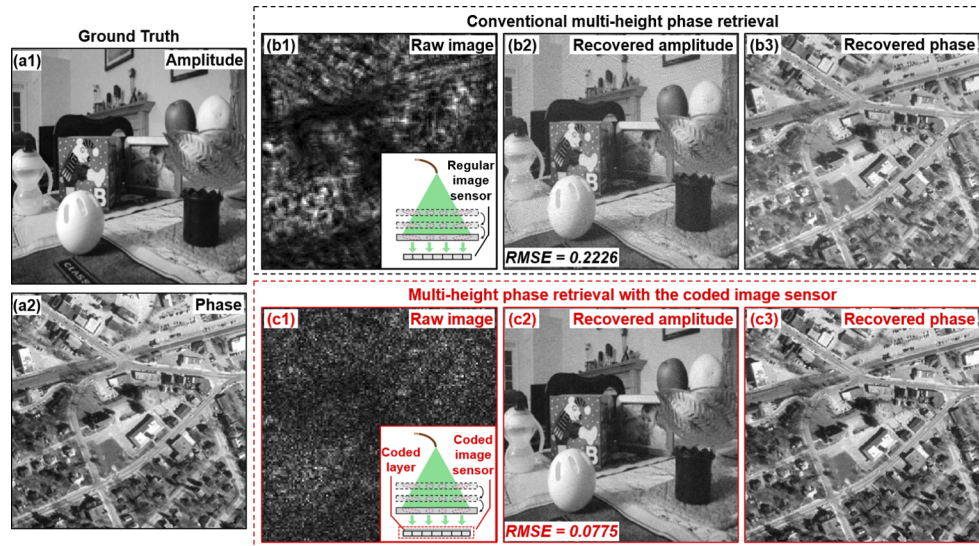 Ground Truth
(a1) Amplitude
(a2) Phase
Conventional multi-height phase retrieval
(b1) Raw image
Regular
image
sensor
(b2) Recovered amplitude
RMSE = 0.2226
(b3) Recovered phase
Multi-height phase retrieval with the coded image sensor
(c1) Raw image
Coded
layer
Coded
image
sensor
(c2) Recovered amplitude
RMSE = 0.0775
(c3) Recovered phase
CLASS
B
B
B